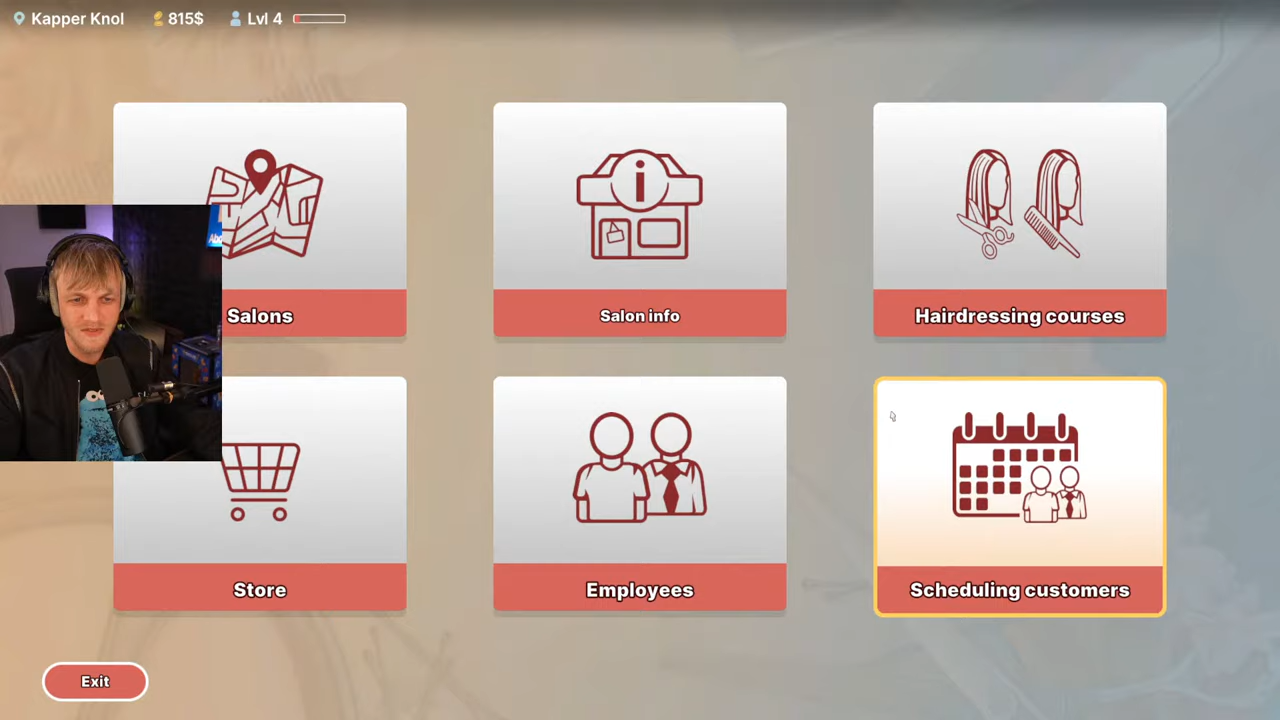 Kapper Knol 815$ Lvl 4
Salons
Salon info
Hairdressing courses
Store
Employees
Scheduling customers
Exit